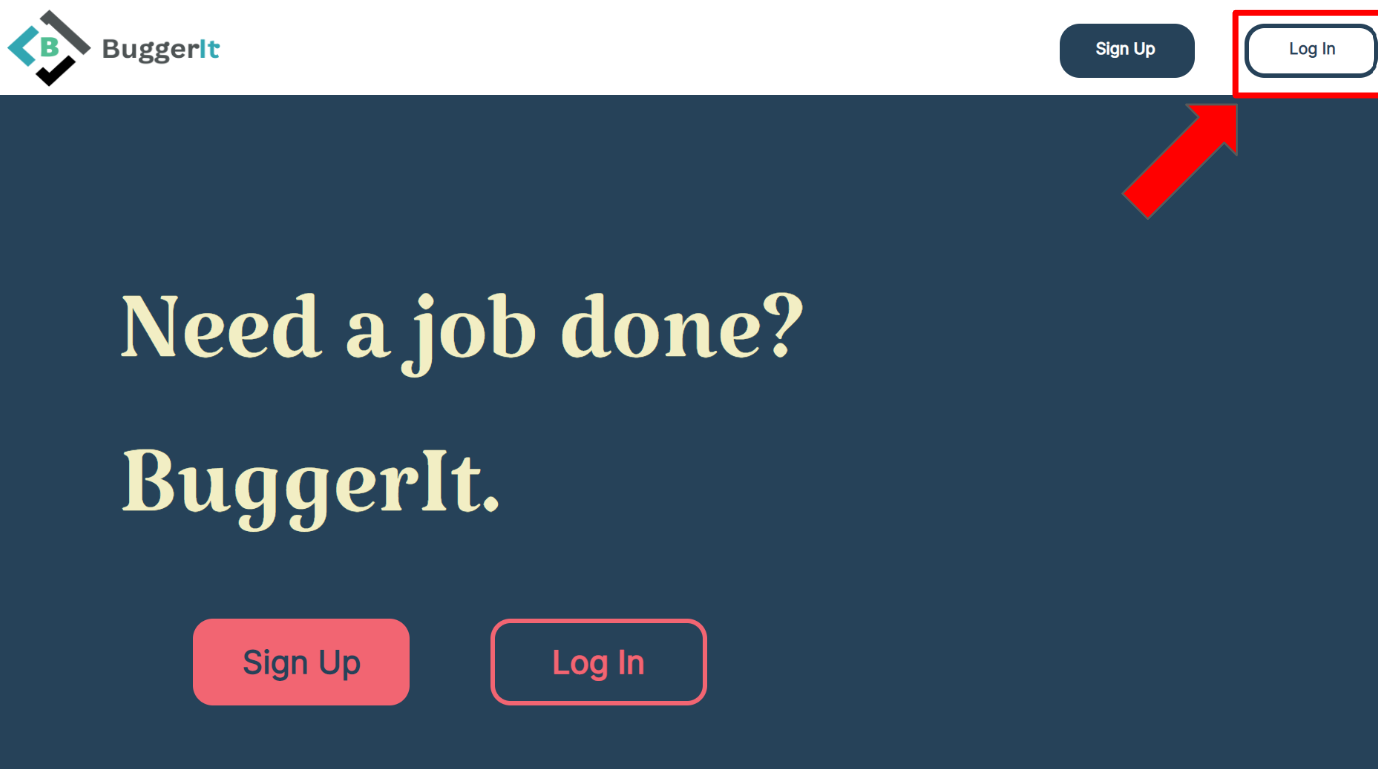 B
BuggerIt
Sign Up
Log In
Need a job done?
BuggerIt.
Sign Up
Log In